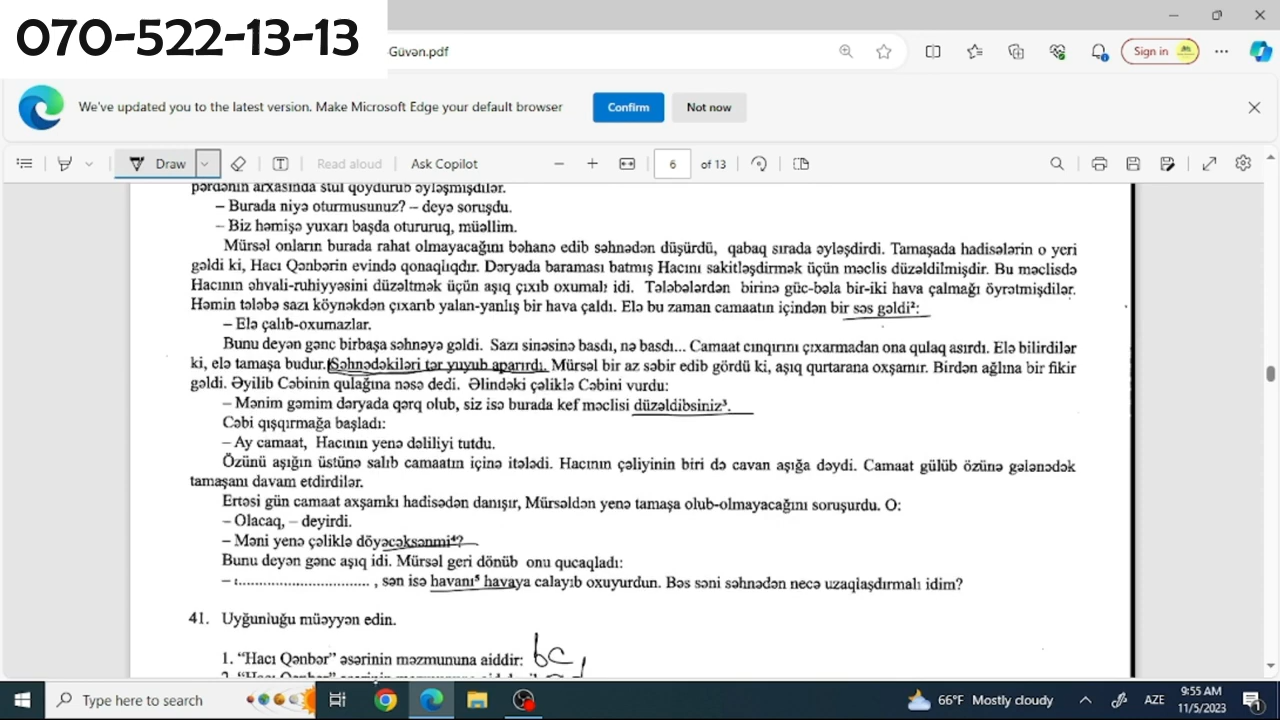 070-522-13-13
-Güvən.pdf
Sign in
We've updated you to the latest version. Make Microsoft Edge your default browser
Confirm
Not now
Draw
Read aloud
Ask Copilot
6 of 13
pərdənin arxasında stul qoydurub əyləşmişdilər.
– Burada niyə oturmusunuz? – deyə soruşdu.
– Biz həmişə yuxarı başda otururuq, müəllim.
Mürsəl onların burada rahat olmayacağını bəhanə edib səhnədən düşürdü, qabaq sırada əyləşdirdi. Tamaşada hadisələrin o yeri
gəldi ki, Hacı Qənbərin evində qonaqlıqdır. Dəryada baraması batmış Hacını sakitləşdirmək üçün məclis düzəldilmişdir. Bu məclisdə
Hacının əhvali-ruhiyyəsini düzəltmək üçün aşıq çıxıb oxumalı idi. Tələbələrdən birinə güc-bəla bir-iki hava çalmağı öyrətmişdilər.
Həmin tələbə sazı köynəkdən çıxarıb yalan-yanlış bir hava çaldı. Elə bu zaman camaatın içindən bir səs gəldi²:
– Elə çalıb-oxumazlar.
Bunu deyən gənc birbaşa səhnəyə gəldi. Sazı sinəsinə basdı, nə basdı... Camaat cınqırını çıxarmadan ona qulaq asırdı. Elə bilirdilər
ki, elə tamaşa budur. Səhnədəkiləri tər yuyub aparırdı. Mürsəl bir az səbir edib gördü ki, aşıq qurtarana oxşamır. Birdən ağlına bir fikir
gəldi. Əyilib Cəbinin qulağına nəsə dedi. Əlindəki çəliklə Cəbini vurdu:
– Mənim gəmim dəryada qərq olub, siz isə burada kef məclisi düzəldibsiniz³.
Cəbi qışqırmağa başladı:
– Ay camaat, Hacının yenə dəliliyi tutdu.
Özünü aşığın üstünə salıb camaatın içinə itələdi. Hacının çəliyinin biri də cavan aşığa dəydi. Camaat gülüb özünə gələnədək
tamaşanı davam etdirdilər.
Ertəsi gün camaat axşamkı hadisədən danışır, Mürsəldən yenə tamaşa olub-olmayacağını soruşurdu. O:
– Olacaq, – deyirdi.
– Məni yenə çəliklə döyəcəksənmi⁴?
Bunu deyən gənc aşıq idi. Mürsəl geri dönüb onu qucaqladı:
– ................................ , sən isə havanı⁵ havaya calayıb oxuyurdun. Bəs səni səhnədən necə uzaqlaşdırmalı idim?
41. Uyğunluğu müəyyən edin.
1. “Hacı Qənbər” əsərinin məzmununa aiddir: bc
Type here to search
66°F Mostly cloudy
AZE
9:55 AM
11/5/2023
1